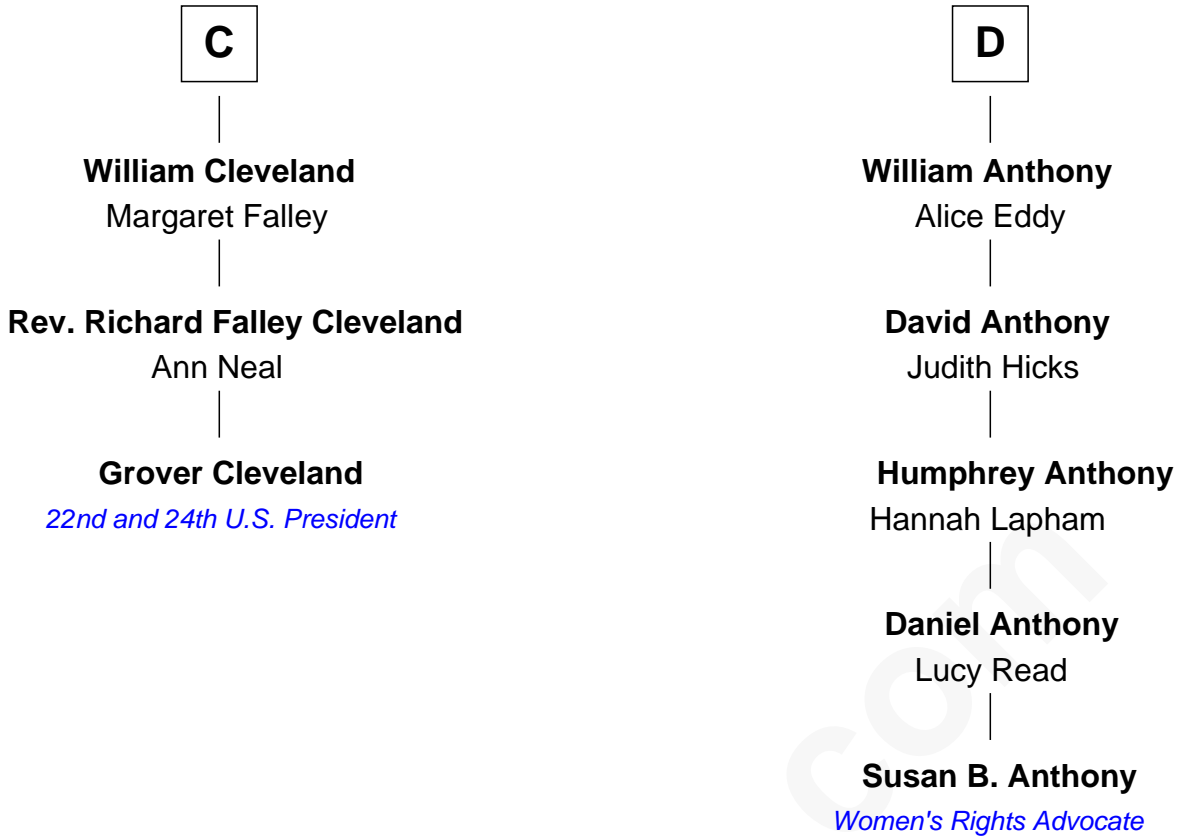 C
William Cleveland
Margaret Falley
Rev. Richard Falley Cleveland
Ann Neal
Grover Cleveland
22nd and 24th U.S. President
D
William Anthony
Alice Eddy
David Anthony
Judith Hicks
Humphrey Anthony
Hannah Lapham
Daniel Anthony
Lucy Read
Susan B. Anthony
Women's Rights Advocate
com